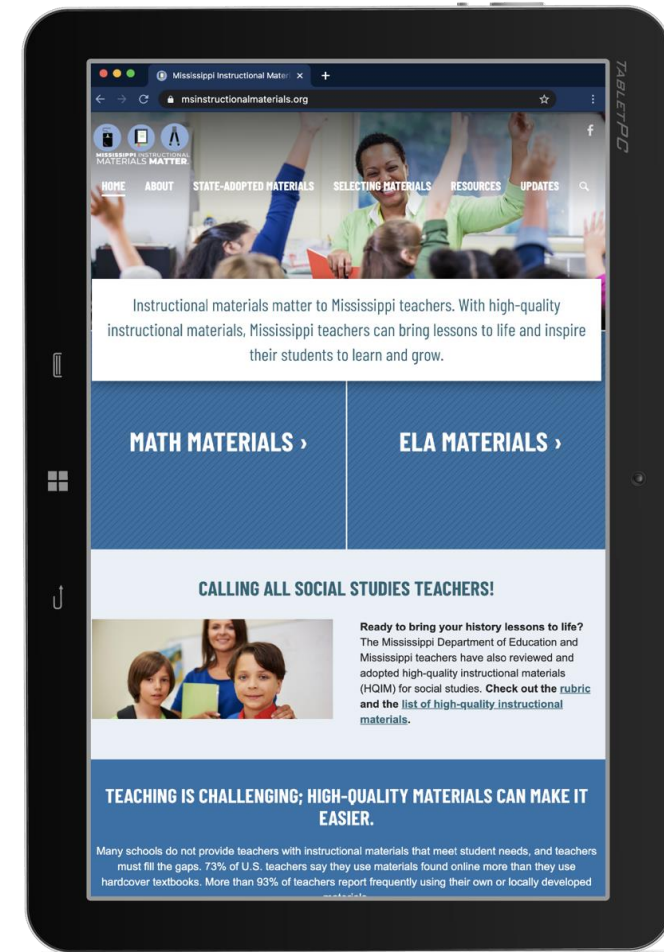 TABLETPC
Mississippi Instructional Mater
msinstructionalmaterials.org
f
MISSISSIPPI INSTRUCTIONAL
MATERIALS MATTER.
HOME ABOUT STATE-ADOPTED MATERIALS SELECTING MATERIALS RESOURCES UPDATES
Instructional materials matter to Mississippi teachers. With high-quality
instructional materials, Mississippi teachers can bring lessons to life and inspire
their students to learn and grow.
MATH MATERIALS ›
ELA MATERIALS ›
CALLING ALL SOCIAL STUDIES TEACHERS!
Ready to bring your history lessons to life?
The Mississippi Department of Education and
Mississippi teachers have also reviewed and
adopted high-quality instructional materials
(HQIM) for social studies. Check out the rubric
and the list of high-quality instructional
materials.
TEACHING IS CHALLENGING; HIGH-QUALITY MATERIALS CAN MAKE IT
EASIER.
Many schools do not provide teachers with instructional materials that meet student needs, and teachers
must fill the gaps. 73% of U.S. teachers say they use materials found online more than they use
hardcover textbooks. More than 93% of teachers report frequently using their own or locally developed